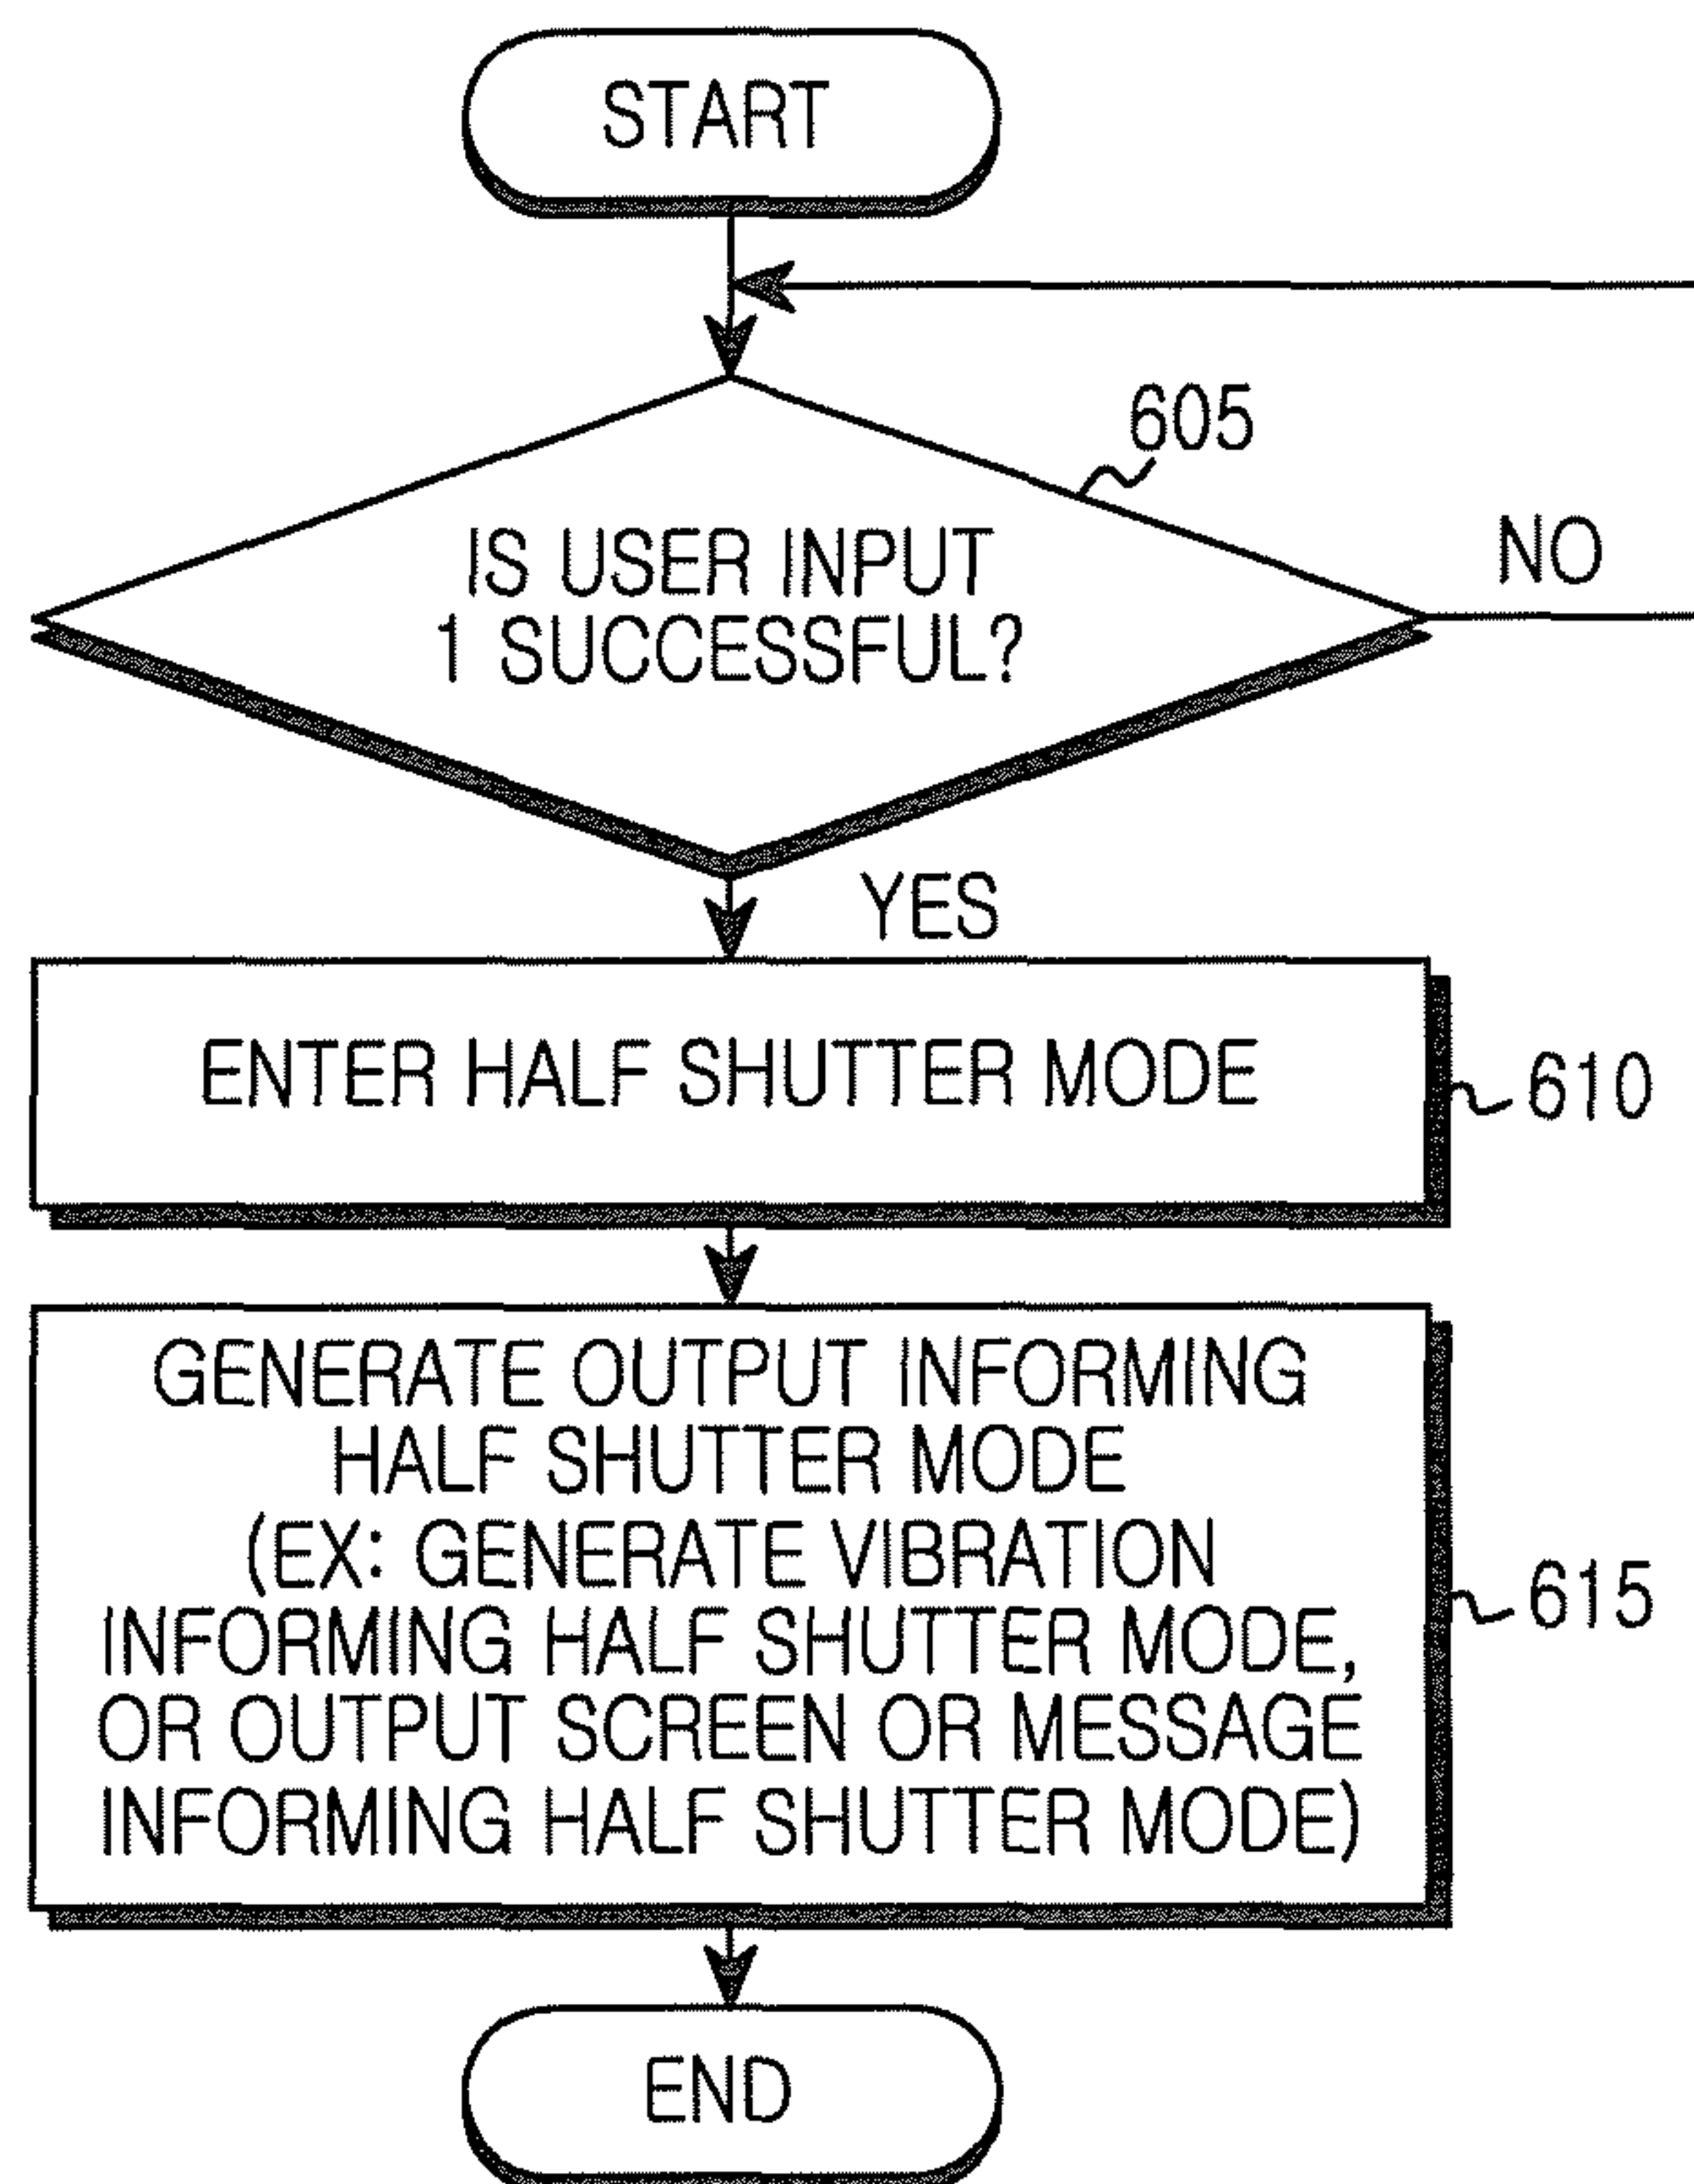 START
605
IS USER INPUT
1 SUCCESSFUL?
NO
YES
ENTER HALF SHUTTER MODE
610
GENERATE OUTPUT INFORMING
HALF SHUTTER MODE
(EX: GENERATE VIBRATION
INFORMING HALF SHUTTER MODE,
OR OUTPUT SCREEN OR MESSAGE
INFORMING HALF SHUTTER MODE)
615
END